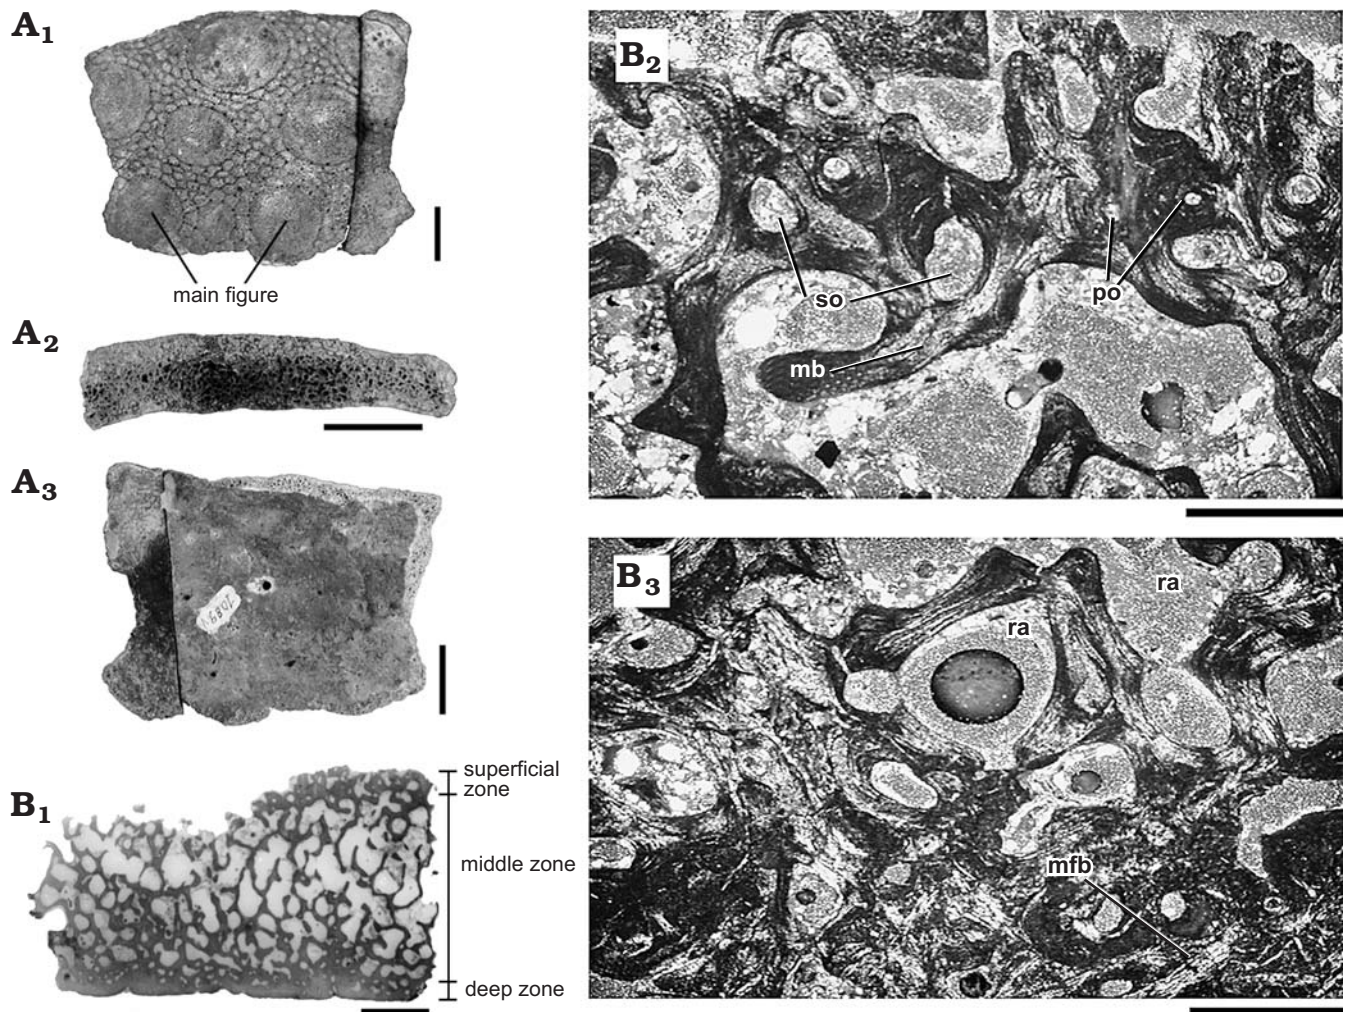 A1
main figure
A2
A3
1089
B1
superficial
zone
middle zone
deep zone
B2
so
po
mb
B3
ra
ra
mfb